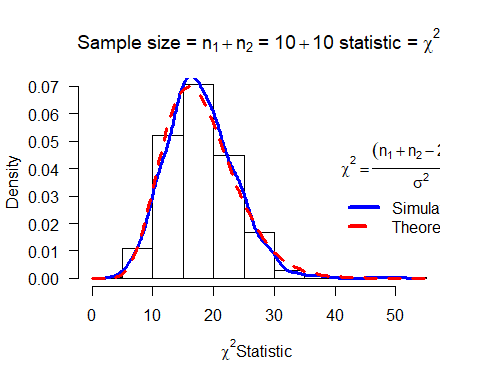 Sample size = n₁ + n₂ = 10 + 10 statistic = χ²
0.07
0.06
0.05
0.04
0.03
0.02
0.01
0.00
Density
χ² = (n₁ + n₂ − 2
σ²
Simula
Theore
0 10 20 30 40 50
χ²Statistic